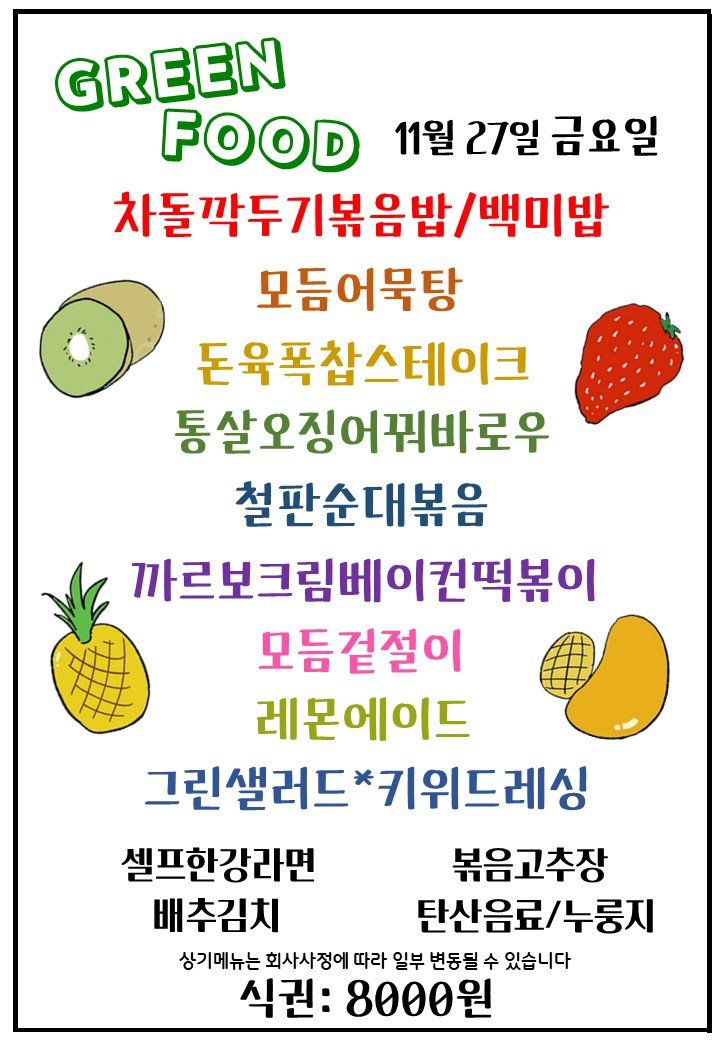 GREEN
FOOD
11월 27일 금요일
차돌깍두기볶음밥/백미밥
모듬어묵탕
돈육폭찹스테이크
통살오징어꿔바로우
철판순대볶음
까르보크림베이컨떡볶이
모듬겉절이
레몬에이드
그린샐러드*키위드레싱
셀프한강라면 볶음고추장
배추김치 탄산음료/누룽지
상기메뉴는 회사사정에 따라 일부 변동될 수 있습니다
식권: 8000원